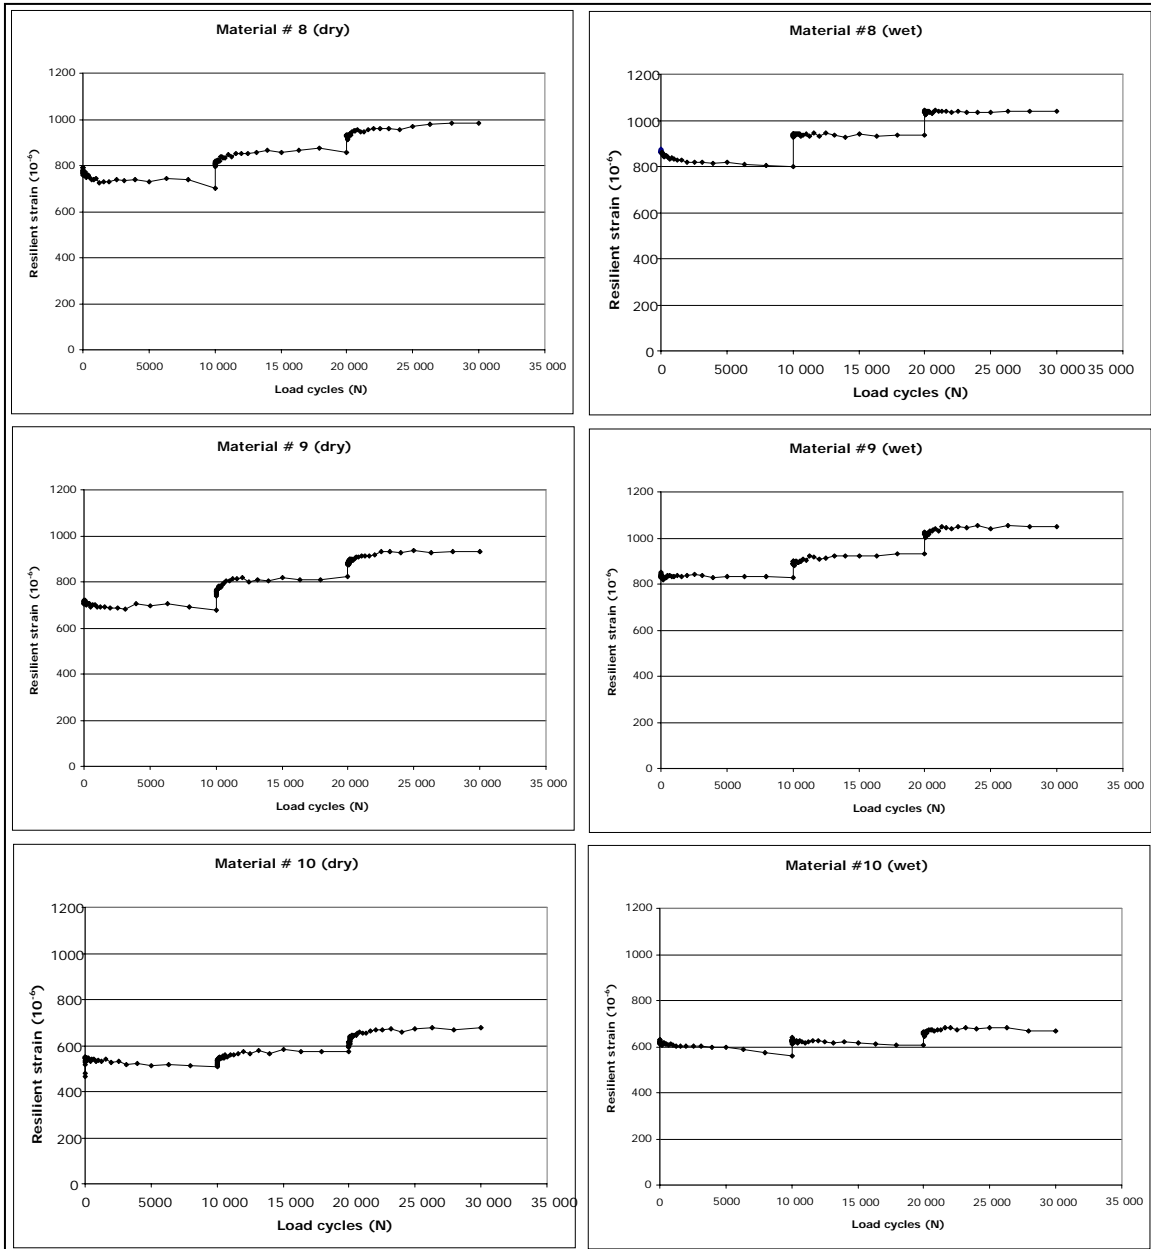 Material # 8 (dry)
Resilient strain (10⁻⁶)
1200
1000
800
600
400
200
0
0 5000 10 000 15 000 20 000 25 000 30 000 35 000
Load cycles (N)
Material #8 (wet)
Resilient strain (10⁻⁶)
1200
1000
800
600
400
200
0
0 5000 10 000 15 000 20 000 25 000 30 000 35 000
Load cycles (N)
Material # 9 (dry)
Resilient strain (10⁻⁶)
1200
1000
800
600
400
200
0
0 5000 10 000 15 000 20 000 25 000 30 000 35 000
Load cycles (N)
Material #9 (wet)
Resilient strain (10⁻⁶)
1200
1000
800
600
400
200
0
0 5000 10 000 15 000 20 000 25 000 30 000 35 000
Load cycles (N)
Material # 10 (dry)
Resilient strain (10⁻⁶)
1200
1000
800
600
400
200
0
0 5000 10 000 15 000 20 000 25 000 30 000 35 000
Load cycles (N)
Material #10 (wet)
Resilient strain (10⁻⁶)
1200
1000
800
600
400
200
0
0 5000 10 000 15 000 20 000 25 000 30 000 35 000
Load cycles (N)